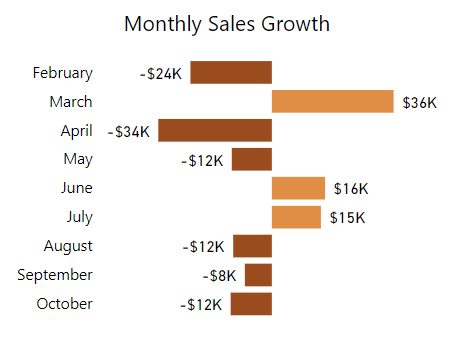 Monthly Sales Growth
February -$24K
March $36K
April -$34K
May -$12K
June $16K
July $15K
August -$12K
September -$8K
October -$12K